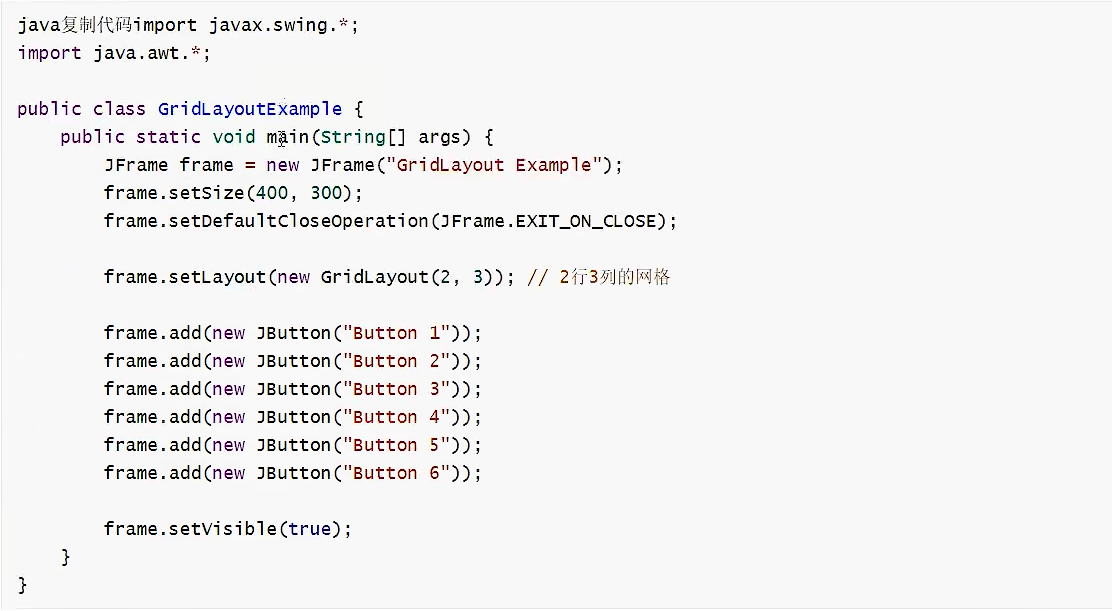 java复制代码import javax.swing.*;
import java.awt.*;
public class GridLayoutExample {
    public static void main(String[] args) {
        JFrame frame = new JFrame("GridLayout Example");
        frame.setSize(400, 300);
        frame.setDefaultCloseOperation(JFrame.EXIT_ON_CLOSE);
        frame.setLayout(new GridLayout(2, 3)); // 2行3列的网格
        frame.add(new JButton("Button 1"));
        frame.add(new JButton("Button 2"));
        frame.add(new JButton("Button 3"));
        frame.add(new JButton("Button 4"));
        frame.add(new JButton("Button 5"));
        frame.add(new JButton("Button 6"));
        frame.setVisible(true);
    }
}